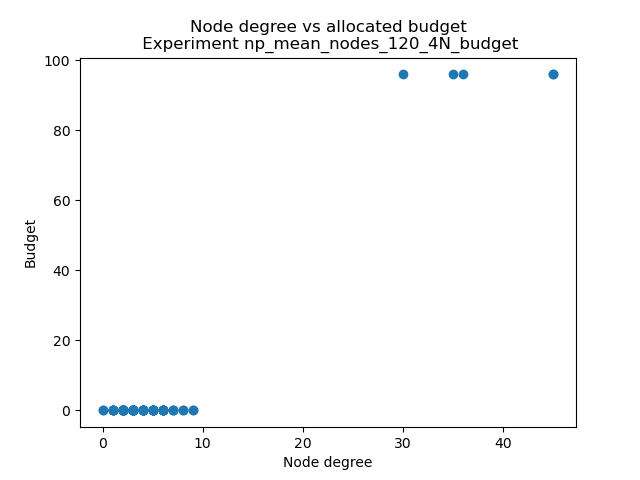 Node degree vs allocated budget
Experiment np_mean_nodes_120_4N_budget
100
80
60
40
20
0
Budget
0 10 20 30 40
Node degree